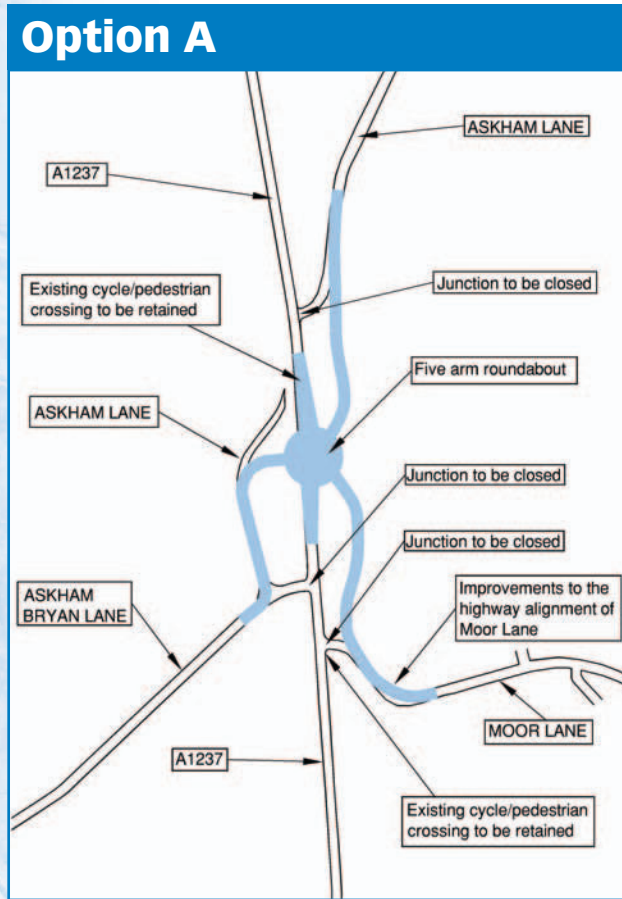 Option A
ASKHAM LANE
A1237
Junction to be closed
Existing cycle/pedestrian
crossing to be retained
Five arm roundabout
ASKHAM LANE
Junction to be closed
Junction to be closed
ASKHAM
BRYAN LANE
Improvements to the
highway alignment of
Moor Lane
MOOR LANE
A1237
Existing cycle/pedestrian
crossing to be retained